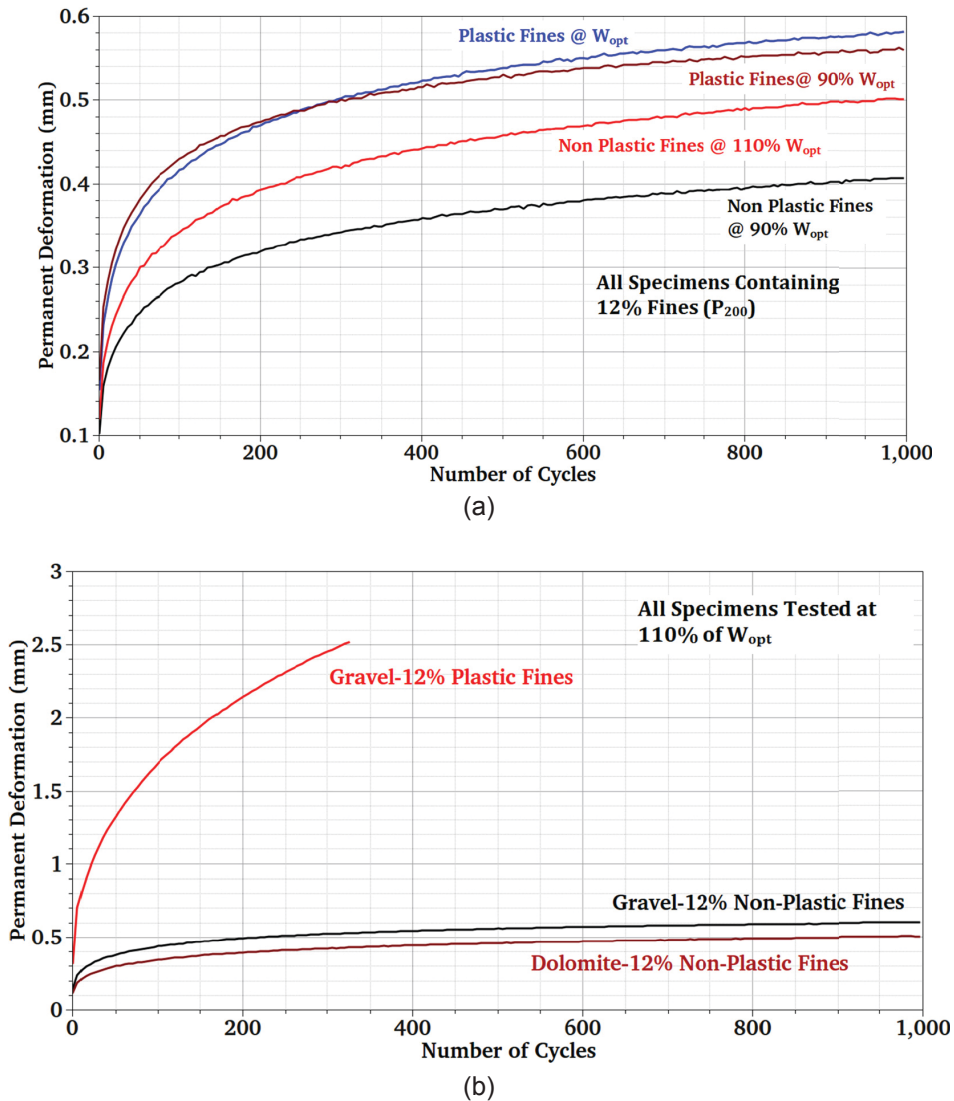 0.6
0.5
0.4
0.3
0.2
0.1
Permanent Deformation (mm)
Plastic Fines @ Wopt
Plastic Fines@ 90% Wopt
Non Plastic Fines @ 110% Wopt
Non Plastic Fines
@ 90% Wopt
All Specimens Containing
12% Fines (P200)
0 200 400 600 800 1,000
Number of Cycles
(a)
3
2.5
2
1.5
1
0.5
0
Permanent Deformation (mm)
All Specimens Tested at
110% of Wopt
Gravel-12% Plastic Fines
Gravel-12% Non-Plastic Fines
Dolomite-12% Non-Plastic Fines
0 200 400 600 800 1,000
Number of Cycles
(b)